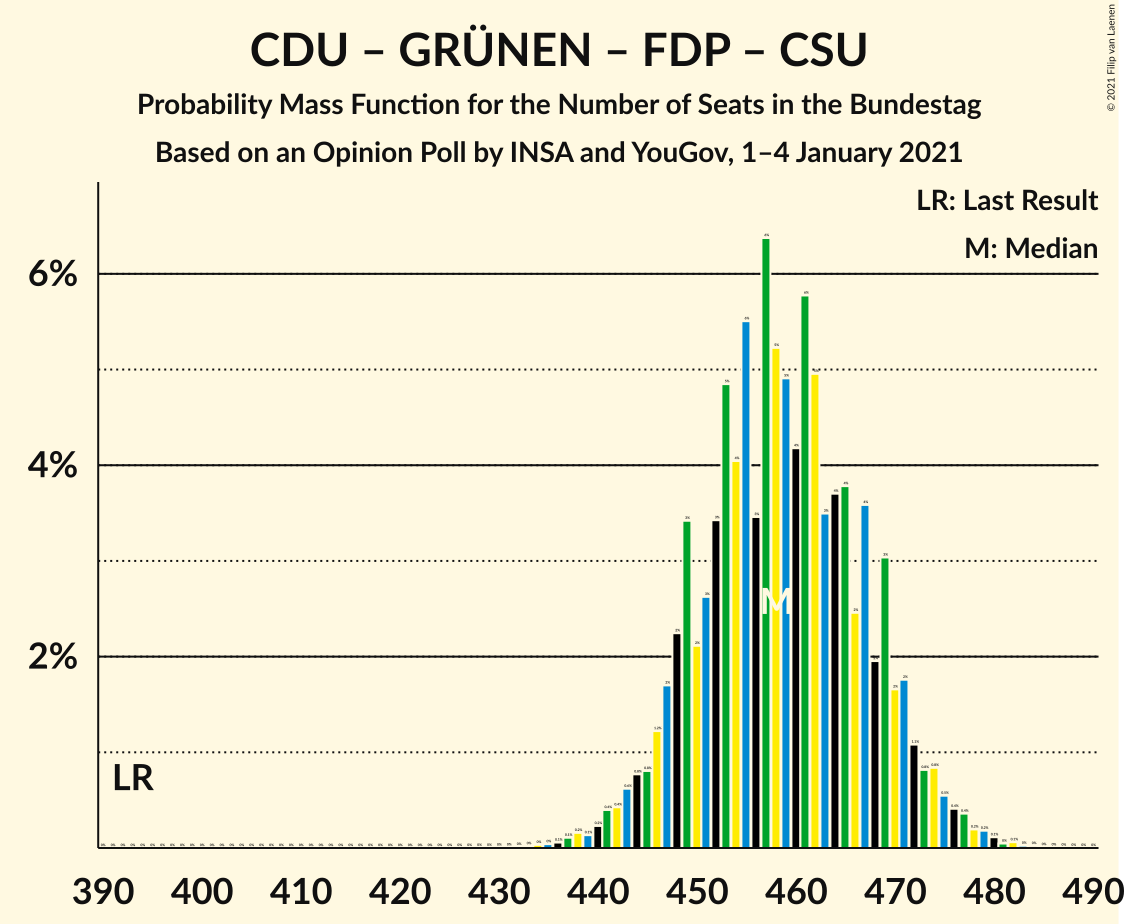 © 2021 Filip van Laenen
CDU – GRÜNEN – FDP – CSU
Probability Mass Function for the Number of Seats in the Bundestag
Based on an Opinion Poll by INSA and YouGov, 1–4 January 2021
LR: Last Result
M: Median
6%
4%
2%
M
LR
390 400 410 420 430 440 450 460 470 480 490